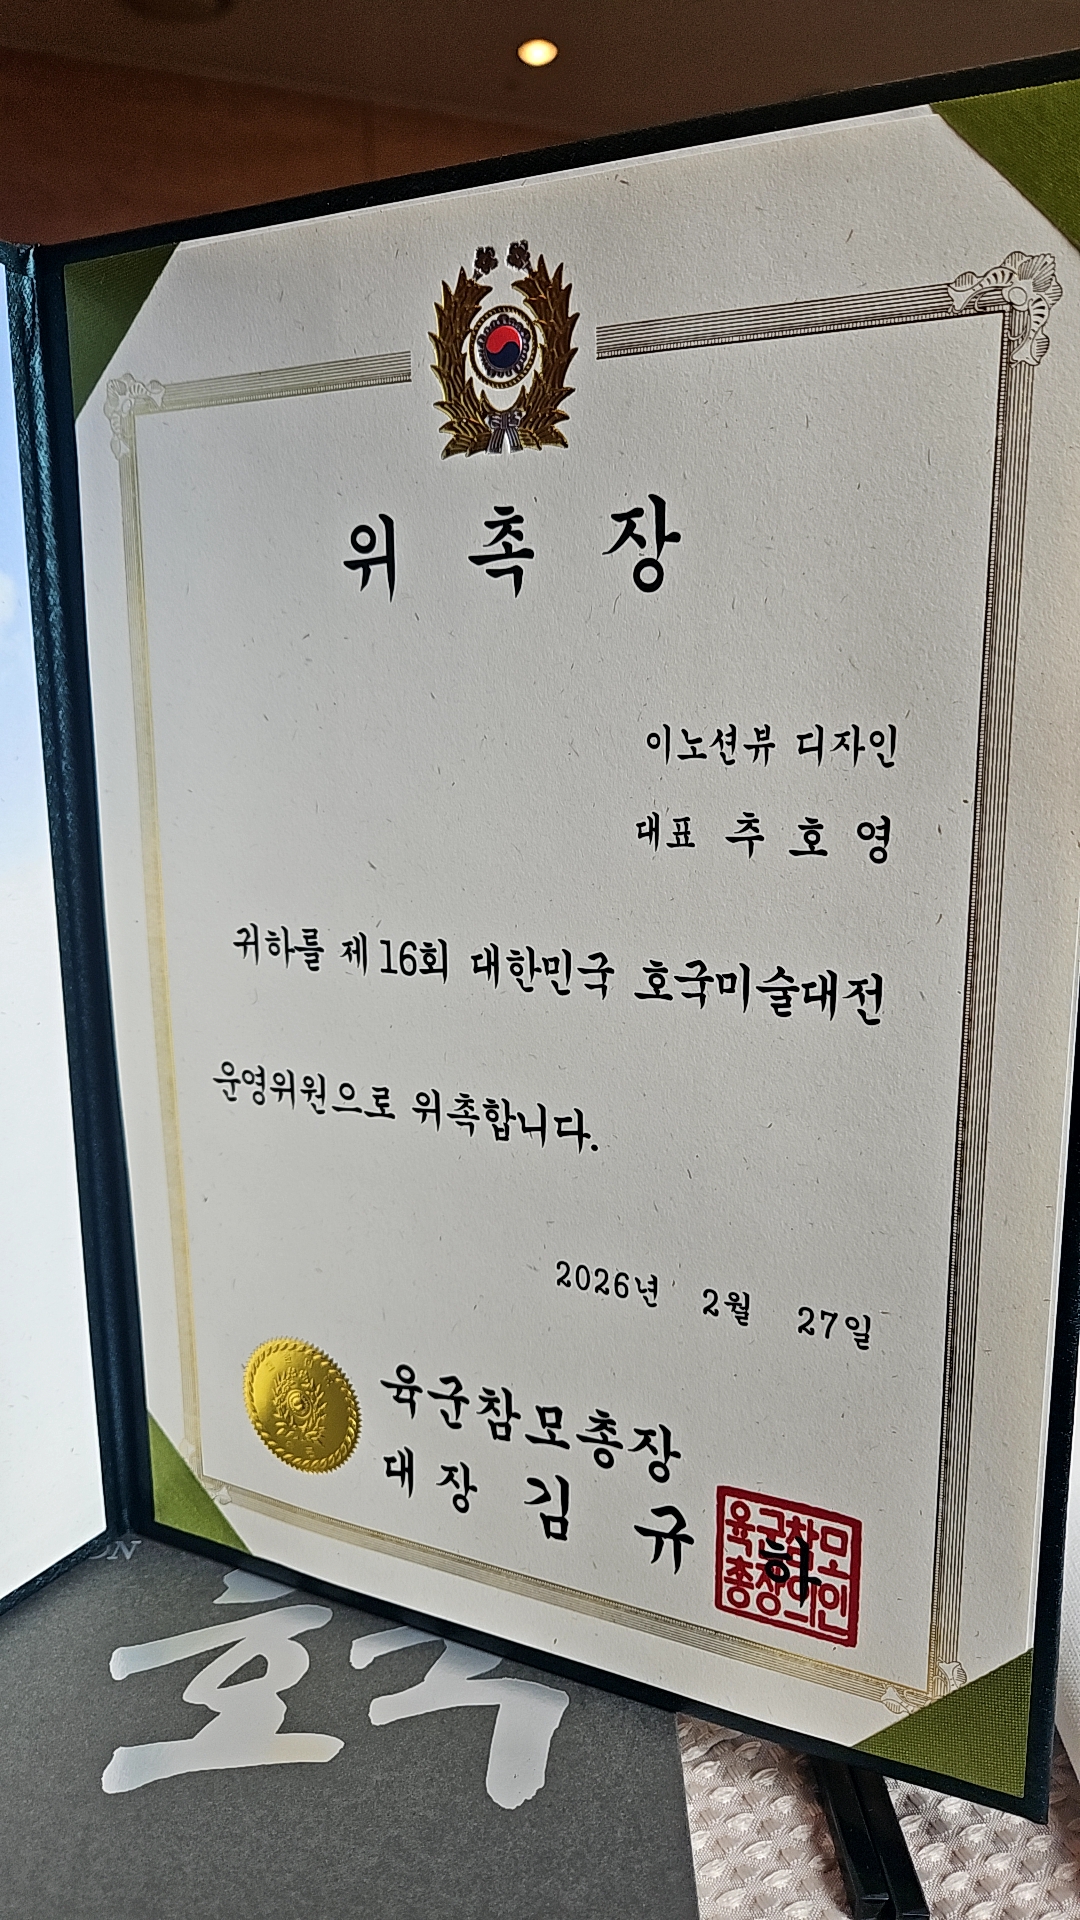 위 촉 장
이노션뷰 디자인
대표 추 호 영
귀하를 제16회 대한민국 호국미술대전
운영위원으로 위촉합니다.
2026년 2월 27일
육군참모총장
대 장 김 규 하
육군참모
총장의인
ON
호국